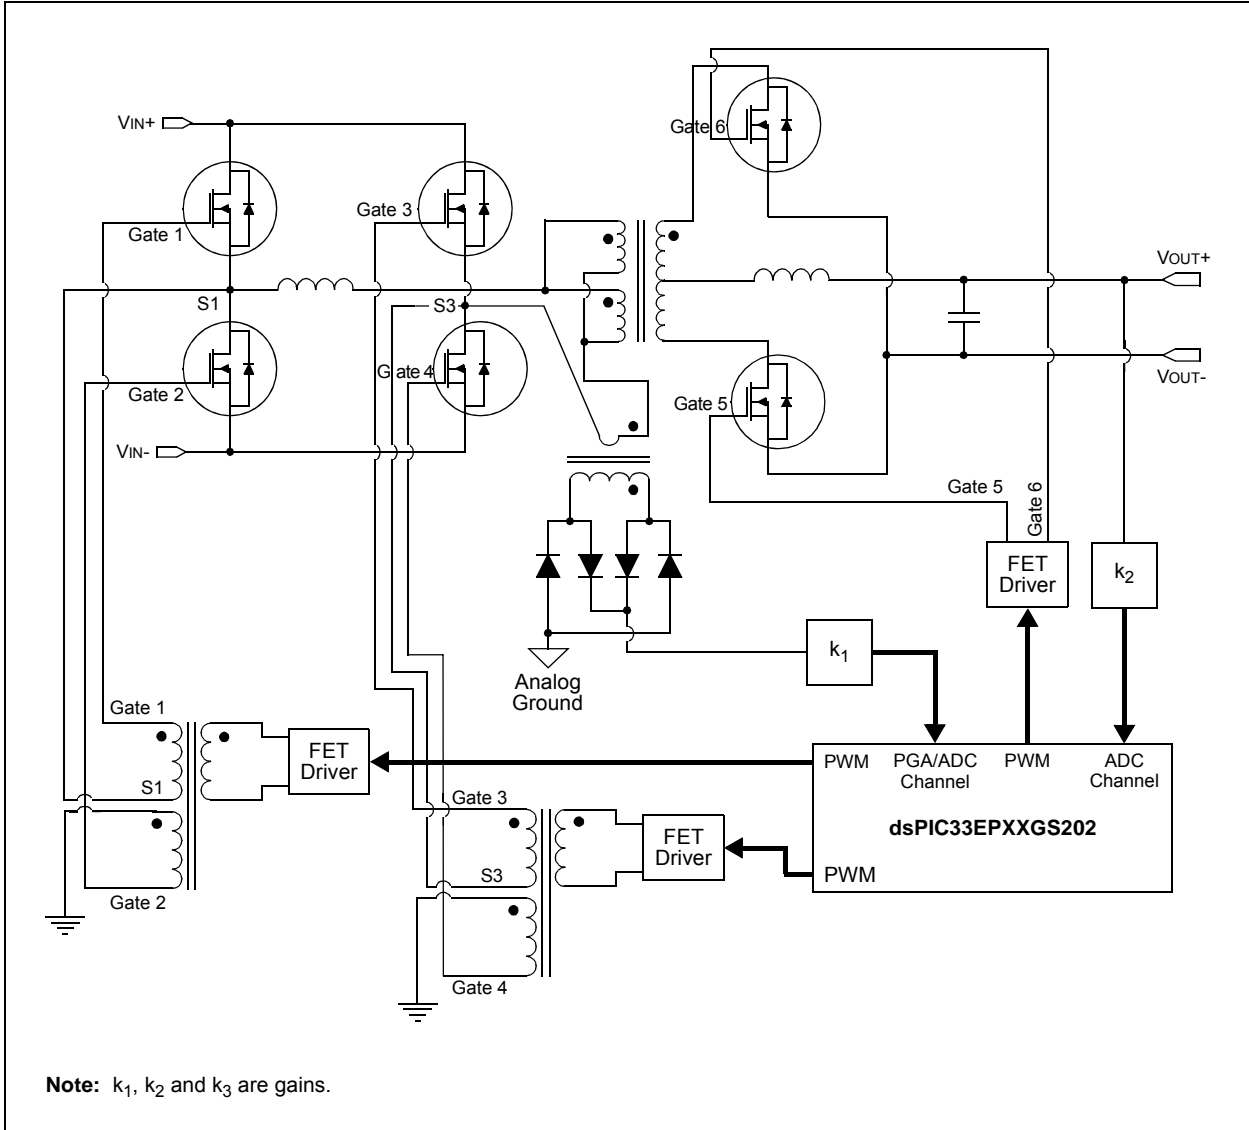 VIN+
Gate 6
Gate 3
Gate 1
VOUT+
S1
S3
Gate 4
Gate 2
VOUT-
Gate 5
VIN-
Gate 5
Gate 6
FET
Driver
k2
k1
Analog
Ground
Gate 1
FET
Driver
PWM
PGA/ADC
Channel
PWM
ADC
Channel
S1
Gate 3
dsPIC33EPXXGS202
FET
Driver
S3
PWM
Gate 2
Gate 4
Note: k1, k2 and k3 are gains.